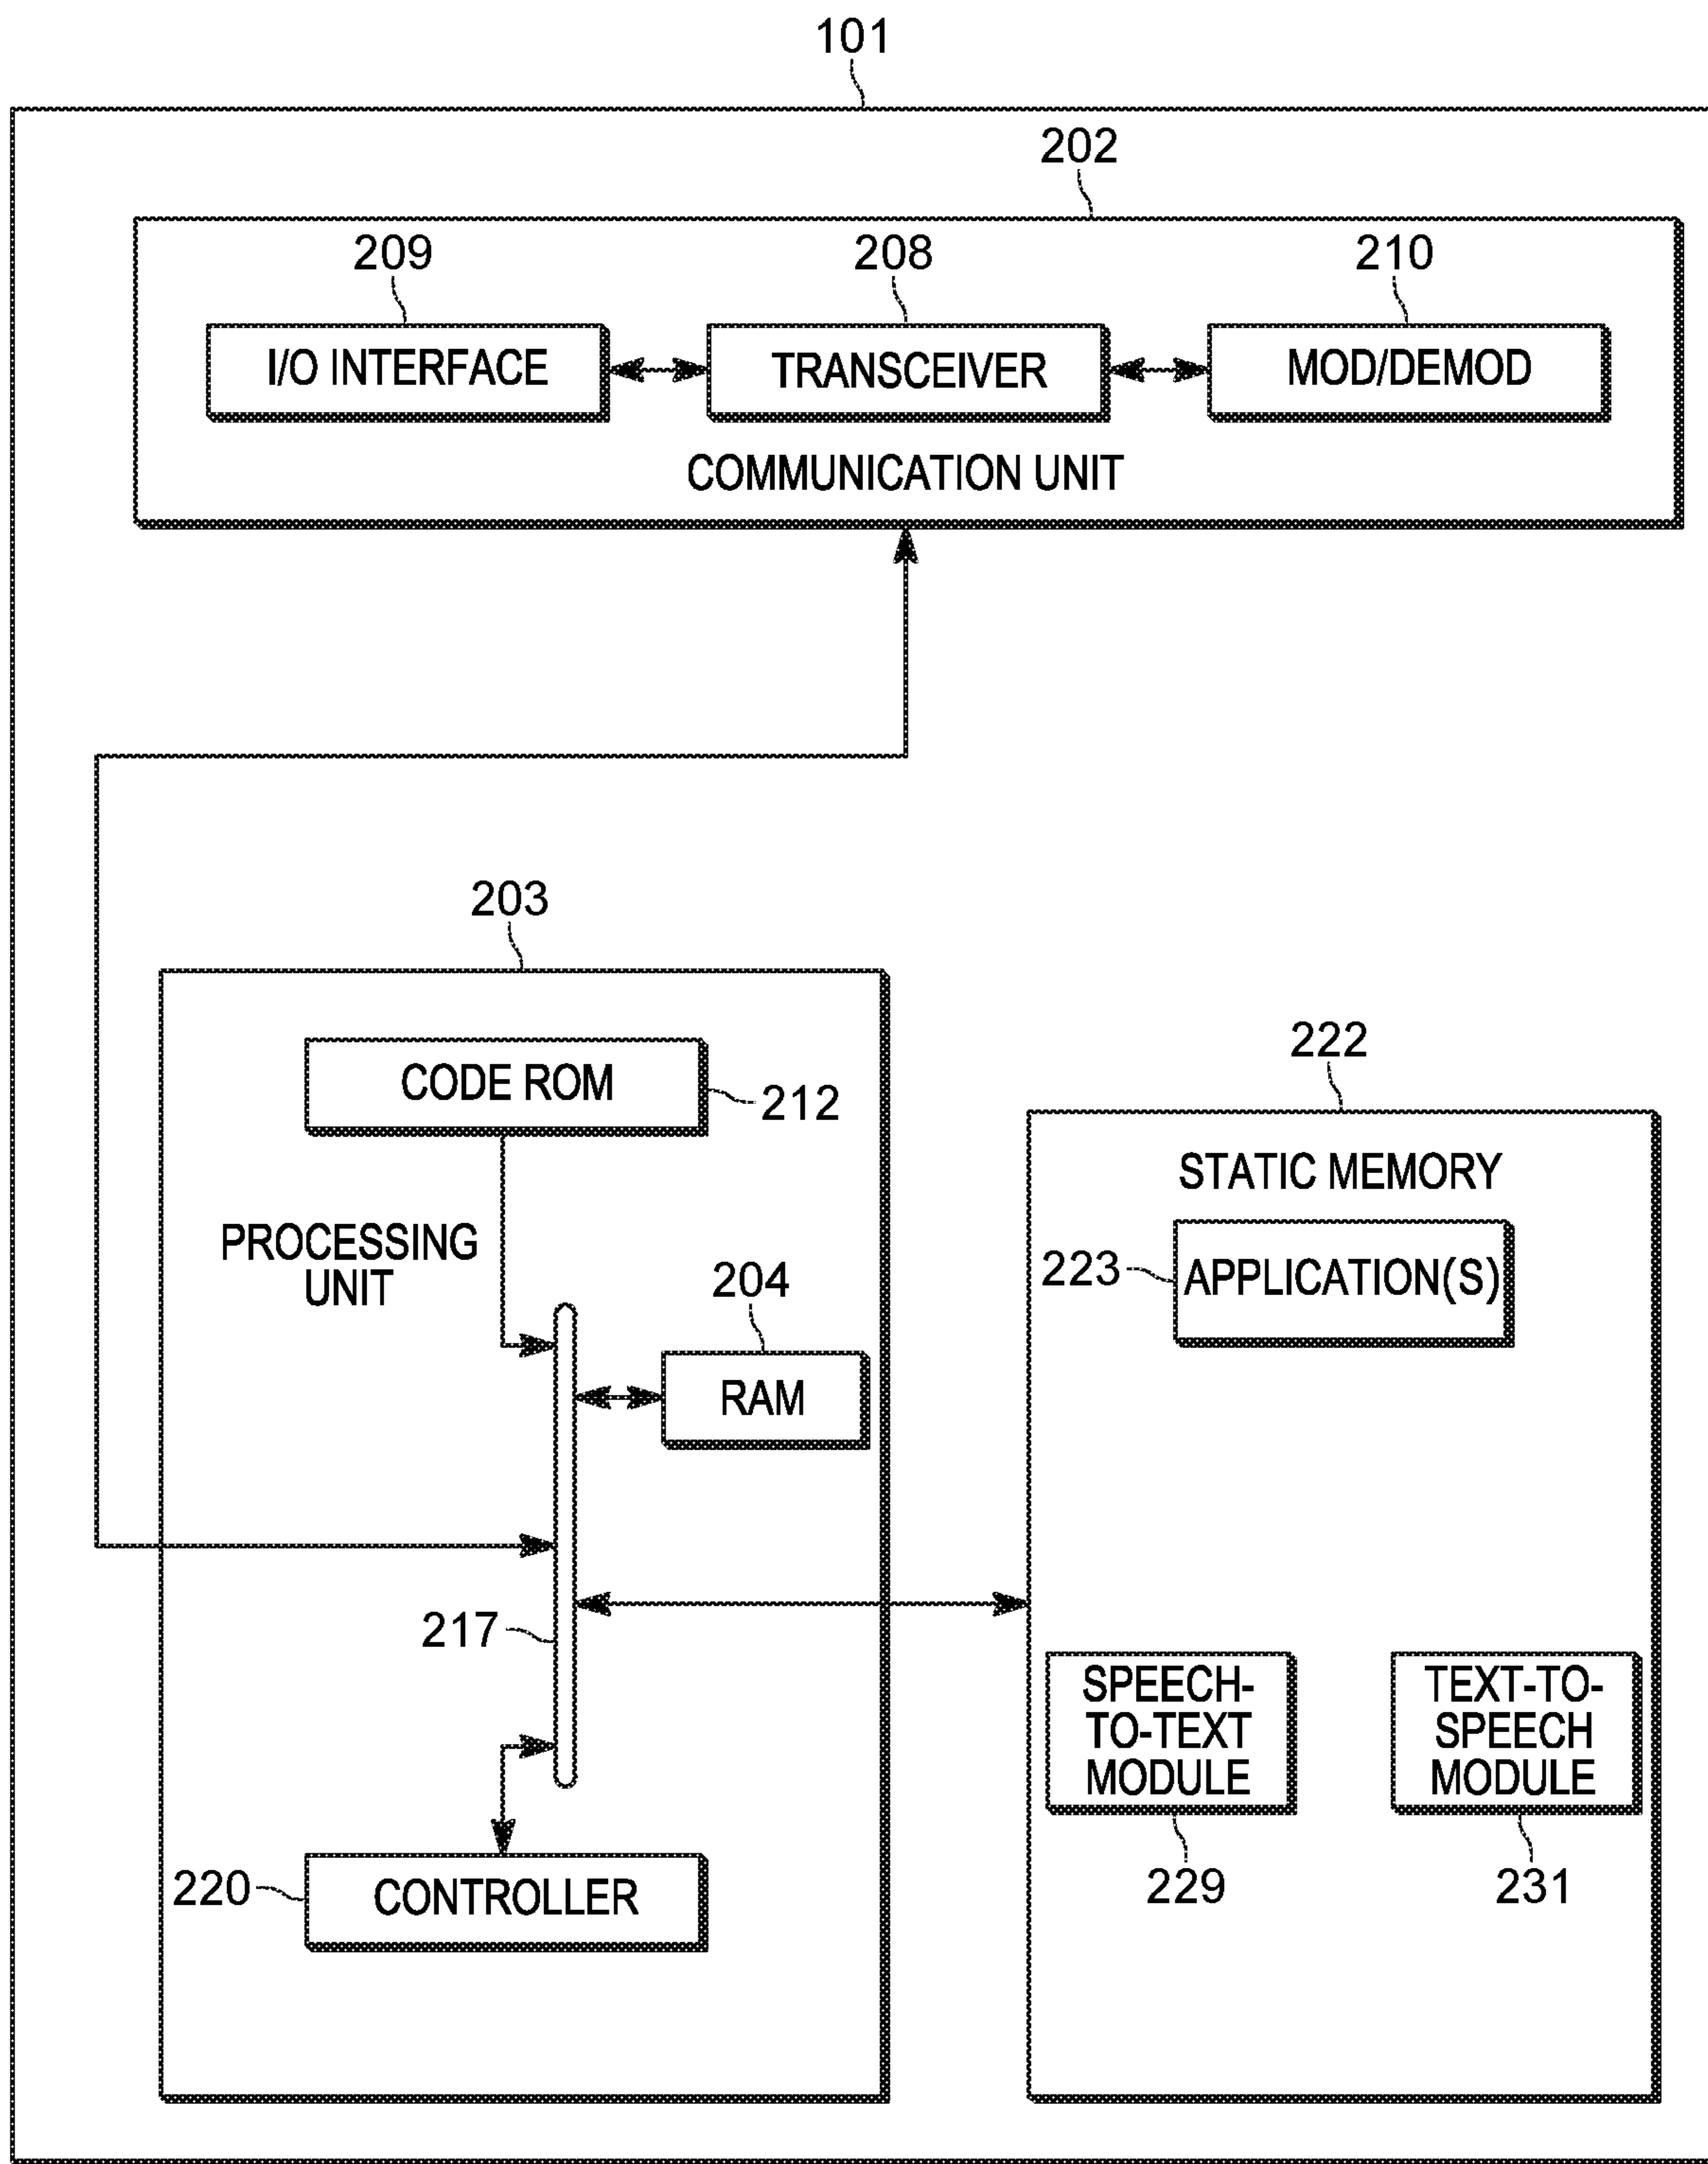 101
202
209
208
210
I/O INTERFACE
TRANSCEIVER
MOD/DEMOD
COMMUNICATION UNIT
203
CODE ROM
212
222
STATIC MEMORY
PROCESSING
UNIT
204
223
APPLICATION(S)
RAM
217
SPEECH-
TO-TEXT
MODULE
TEXT-TO-
SPEECH
MODULE
220
CONTROLLER
229
231